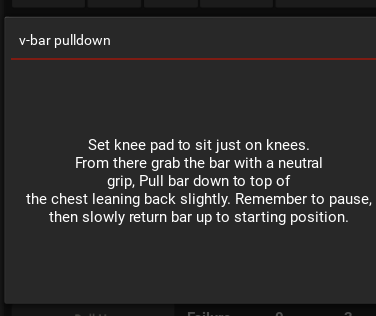 v-bar pulldown
Set knee pad to sit just on knees.
From there grab the bar with a neutral
grip, Pull bar down to top of
the chest leaning back slightly. Remember to pause,
then slowly return bar up to starting position.